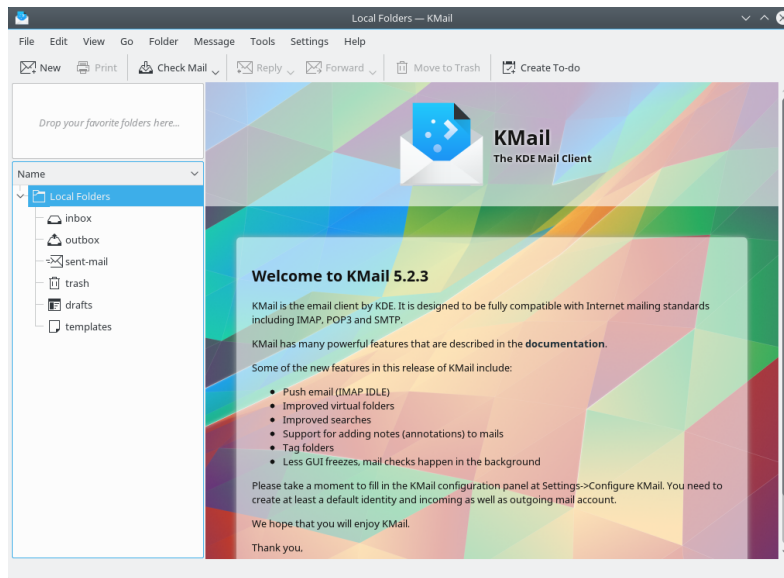 Local Folders — KMail
File Edit View Go Folder Message Tools Settings Help
New Print Check Mail Reply Forward Move to Trash Create To-do
Drop your favorite folders here...
Name
Local Folders
inbox
outbox
sent-mail
trash
drafts
templates
KMail
The KDE Mail Client
Welcome to KMail 5.2.3
KMail is the email client by KDE. It is designed to be fully compatible with Internet mailing standards
including IMAP, POP3 and SMTP.
KMail has many powerful features that are described in the documentation.
Some of the new features in this release of KMail include:
• Push email (IMAP IDLE)
• Improved virtual folders
• Improved searches
• Support for adding notes (annotations) to mails
• Tag folders
• Less GUI freezes, mail checks happen in the background
Please take a moment to fill in the KMail configuration panel at Settings->Configure KMail. You need to
create at least a default identity and incoming as well as outgoing mail account.
We hope that you will enjoy KMail.
Thank you,